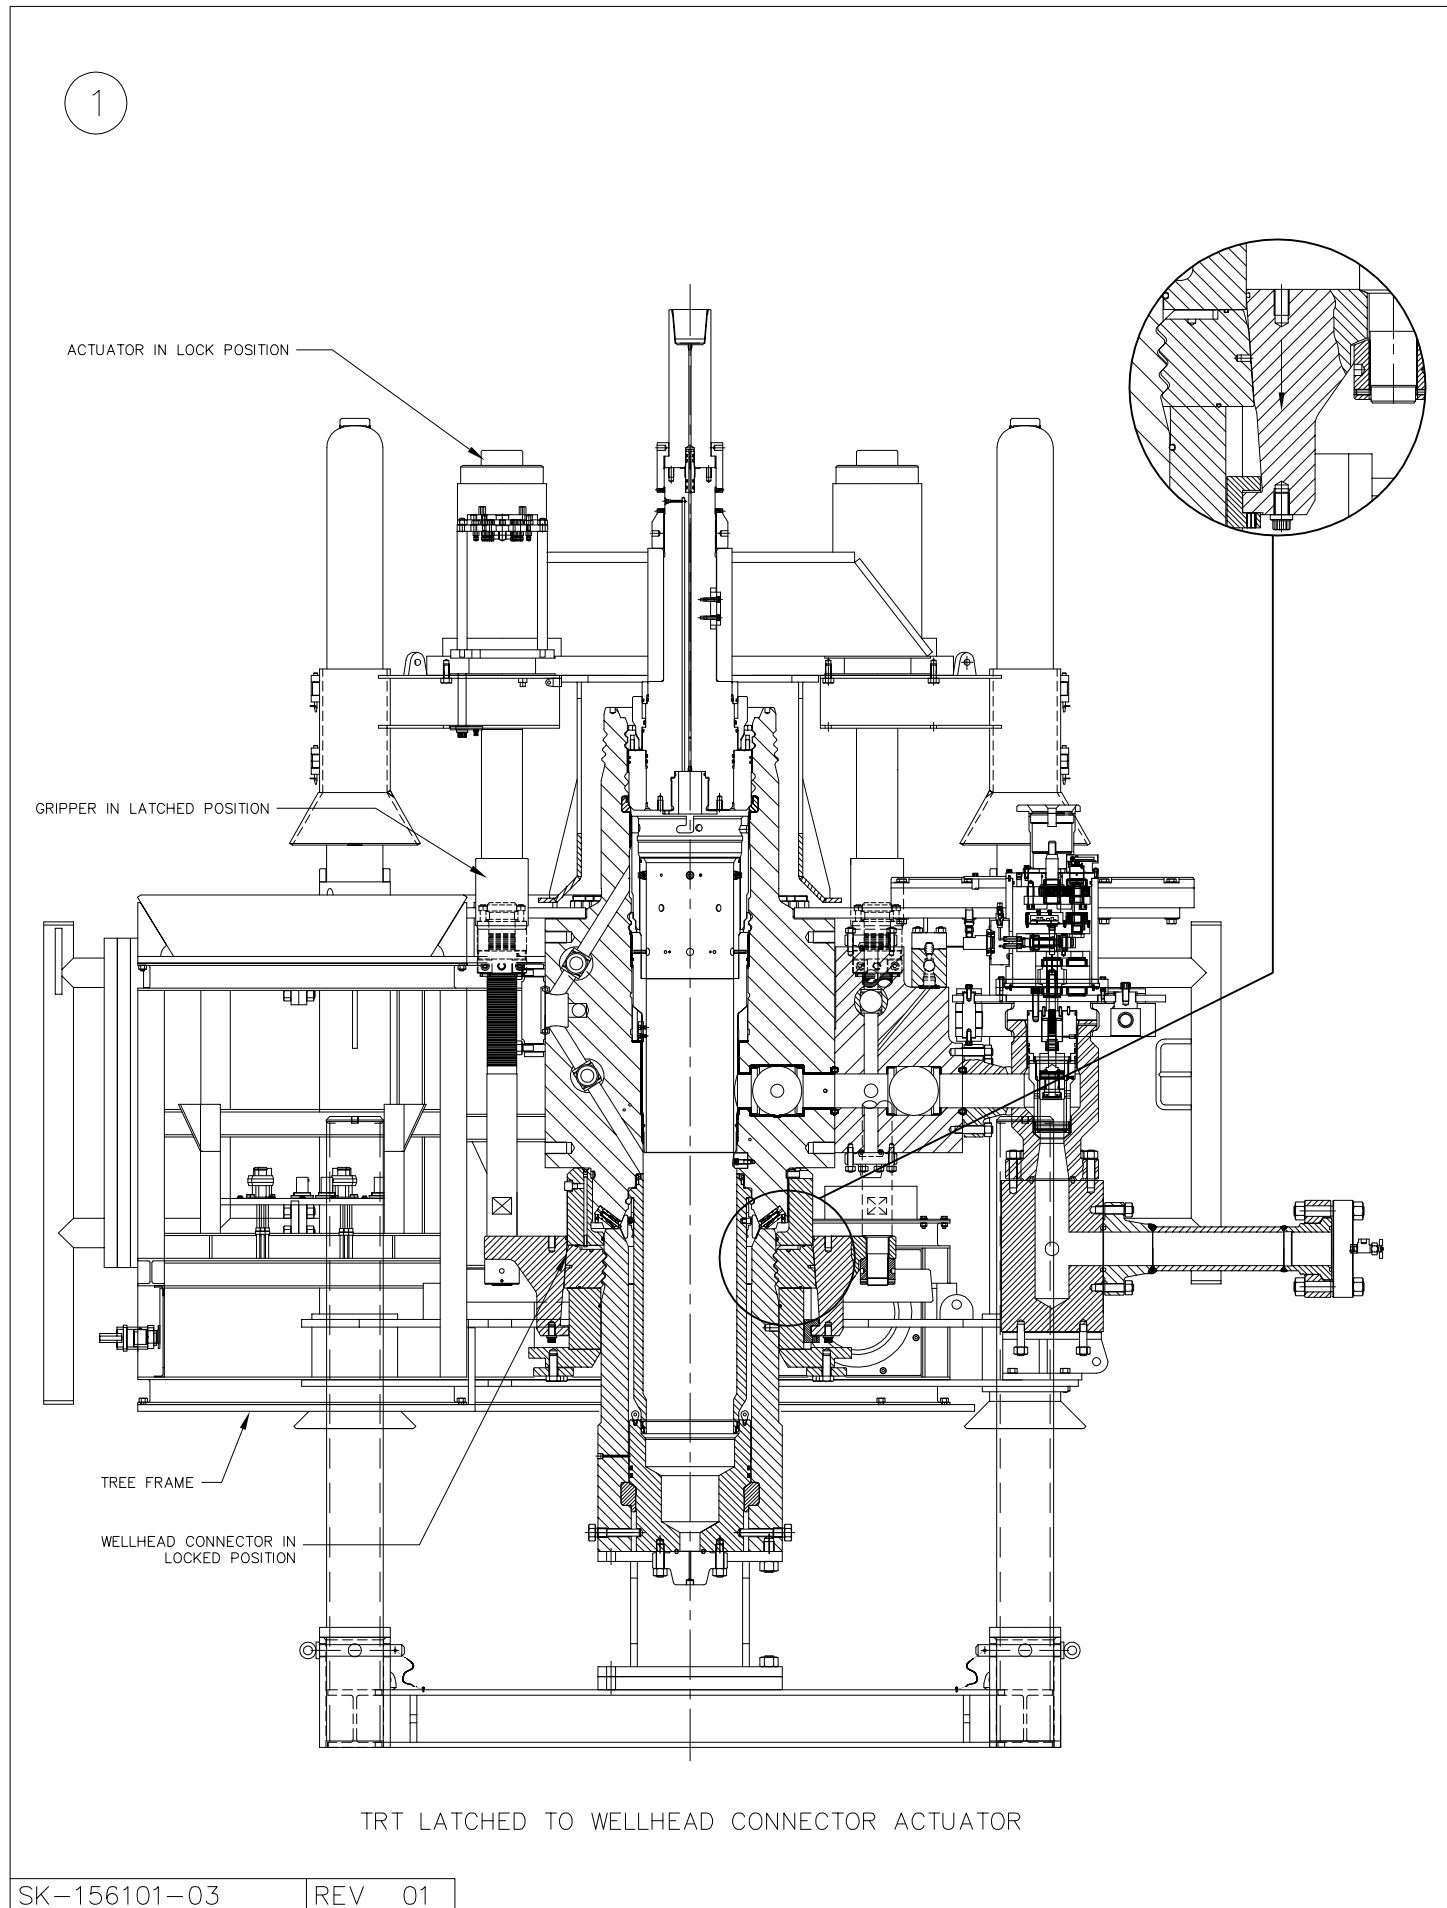 1
ACTUATOR IN LOCK POSITION
GRIPPER IN LATCHED POSITION
TREE FRAME
WELLHEAD CONNECTOR IN
LOCKED POSITION
TRT LATCHED TO WELLHEAD CONNECTOR ACTUATOR
SK-156101-03 REV 01